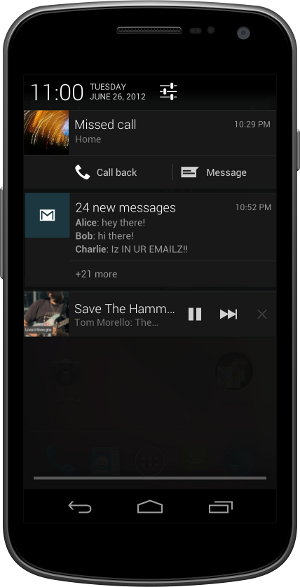 11:00
TUESDAY
JUNE 26, 2012
Missed call
10:29 PM
Home
Call back
Message
24 new messages
10:52 PM
Alice: hey there!
Bob: hi there!
Charlie: Iz IN UR EMAILZ!!
+21 more
Save The Hamm...
Tom Morello: The...